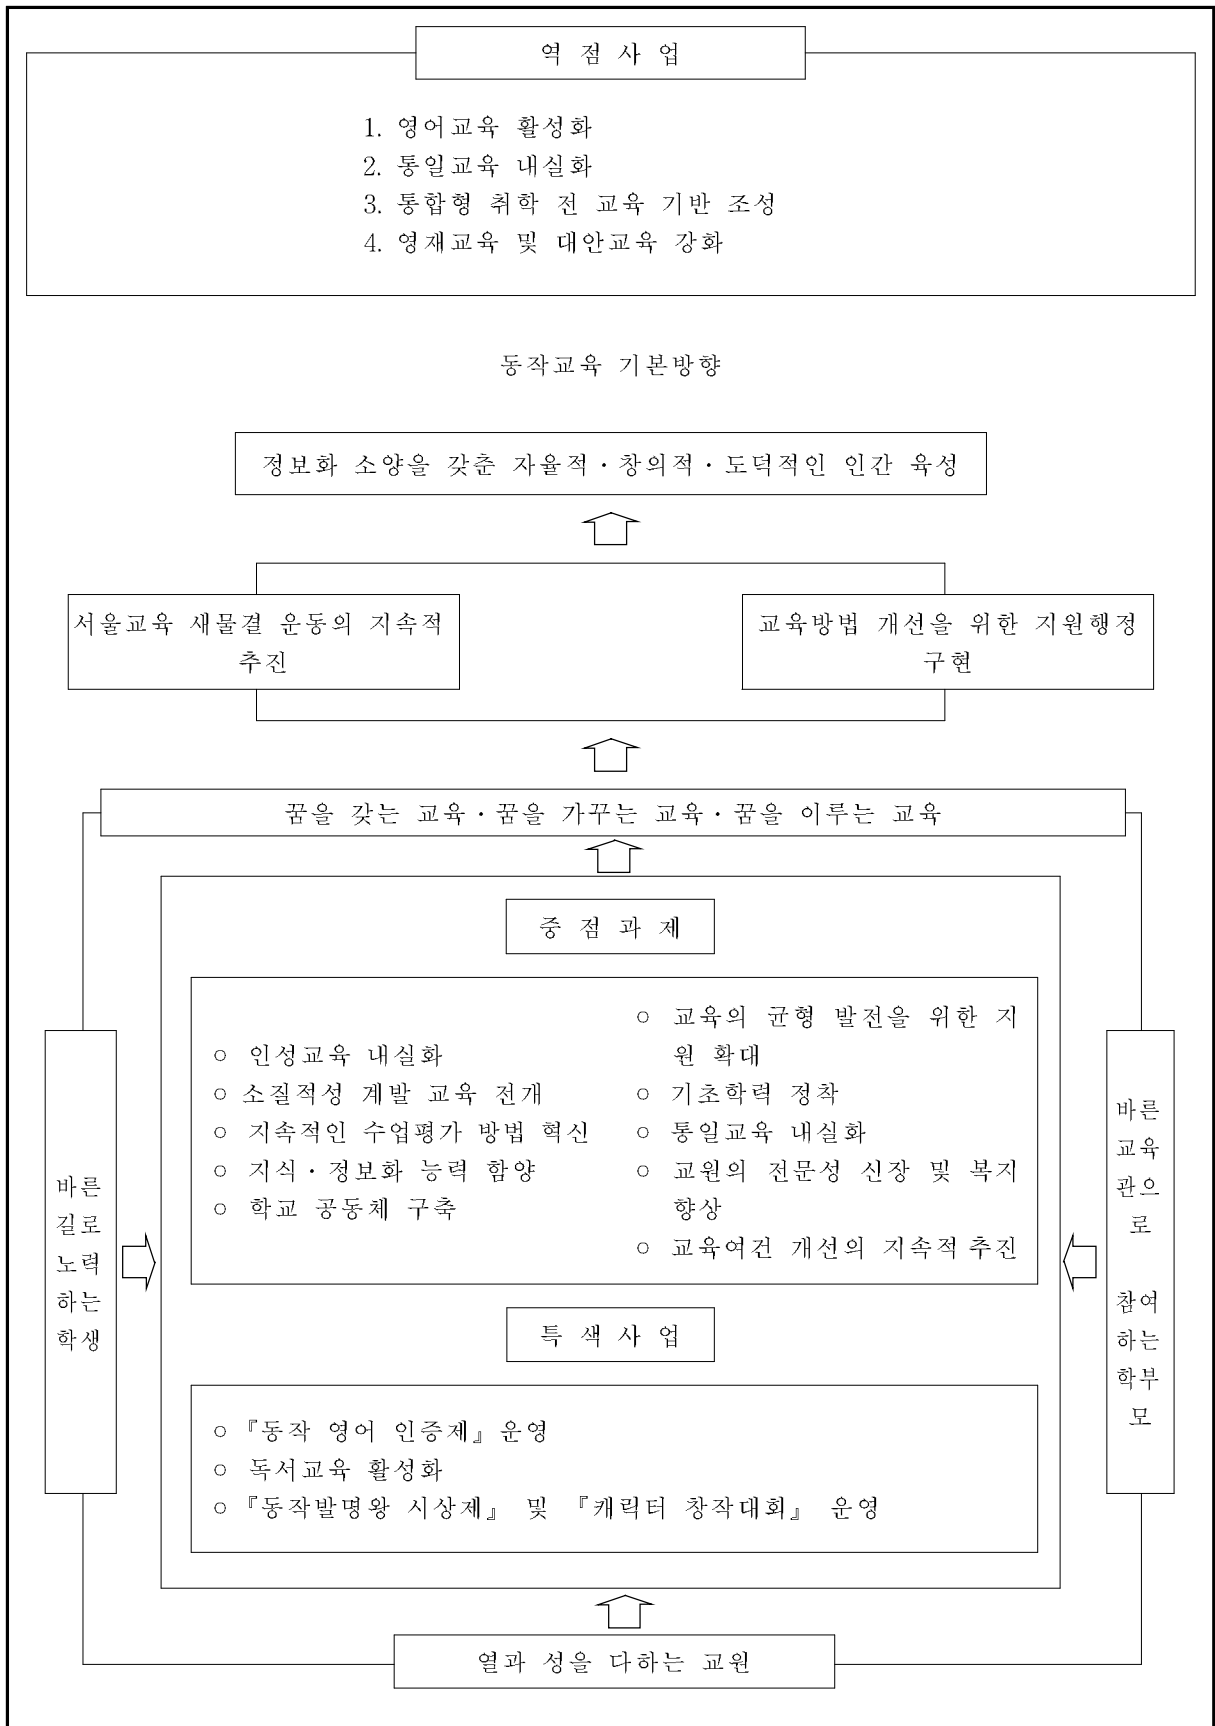 역 점 사 업
1. 영어교육 활성화
2. 통일교육 내실화
3. 통합형 취학 전 교육 기반 조성
4. 영재교육 및 대안교육 강화
동작교육 기본방향
정보화 소양을 갖춘 자율적·창의적·도덕적인 인간 육성
서울교육 새물결 운동의 지속적
추진
교육방법 개선을 위한 지원행정
구현
꿈을 갖는 교육·꿈을 가꾸는 교육·꿈을 이루는 교육
중 점 과 제
○ 인성교육 내실화
○ 소질적성 계발 교육 전개
○ 지속적인 수업평가 방법 혁신
○ 지식·정보화 능력 함양
○ 학교 공동체 구축
○ 교육의 균형 발전을 위한 지
원 확대
○ 기초학력 정착
○ 통일교육 내실화
○ 교원의 전문성 신장 및 복지
향상
○ 교육여건 개선의 지속적 추진
특 색 사 업
○ 『동작 영어 인증제』운영
○ 독서교육 활성화
○ 『동작발명왕 시상제』 및 『캐릭터 창작대회』 운영
바른
길로
노력
하는
학생
바른
교육
관으
로
참여
하는
학부
모
열과 성을 다하는 교원